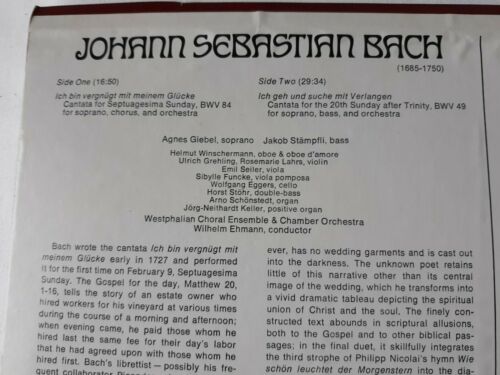 JOHANN SEBASTIAN BACH
(1685-1750)
Side One (16:50)
Ich bin vergnügt mit meinem Glücke
Cantata for Septuagesima Sunday, BWV 84
for soprano, chorus, and orchestra
Side Two (29:34)
Ich geh und suche mit Verlangen
Cantata for the 20th Sunday after Trinity, BWV 49
for soprano, bass, and orchestra
Agnes Giebel, soprano Jakob Stämpfli, bass
Helmut Winschermann, oboe & oboe d'amore
Ulrich Grehling, Rosemarie Lahrs, violin
Emil Seiler, viola
Sibylle Funcke, viola pomposa
Wolfgang Eggers, cello
Horst Stöhr, double-bass
Arno Schönstedt, organ
Jörg-Neithardt Keller, positive organ
Westphalian Choral Ensemble & Chamber Orchestra
Wilhelm Ehmann, conductor
Bach wrote the cantata Ich bin vergnügt mit
meinem Glücke early in 1727 and performed
it for the first time on February 9, Septuagesima
Sunday. The Gospel for the day, Matthew 20,
1-16, tells the story of an estate owner who
hired workers for his vineyard at various times
during the course of a morning and afternoon;
when evening came, he paid those whom he
hired last the same fee for their day's labor
that he had agreed upon with those whom he
hired first. Bach's librettist — possibly his fre-
quent collaborator
ever, has no wedding garments and is cast out
into the darkness. The unknown poet retains
little of this narrative other than its central
image of the wedding, which he transforms into
a vivid dramatic tableau depicting the spiritual
union of Christ and the soul. The finely con-
structed text abounds in scriptural allusions,
both to the Gospel and to other biblical pas-
sages; in the final duet, it skillfully integrates
the third strophe of Philipp Nicolai's hymn Wie
schön leuchtet der Morgenstern into the dia-